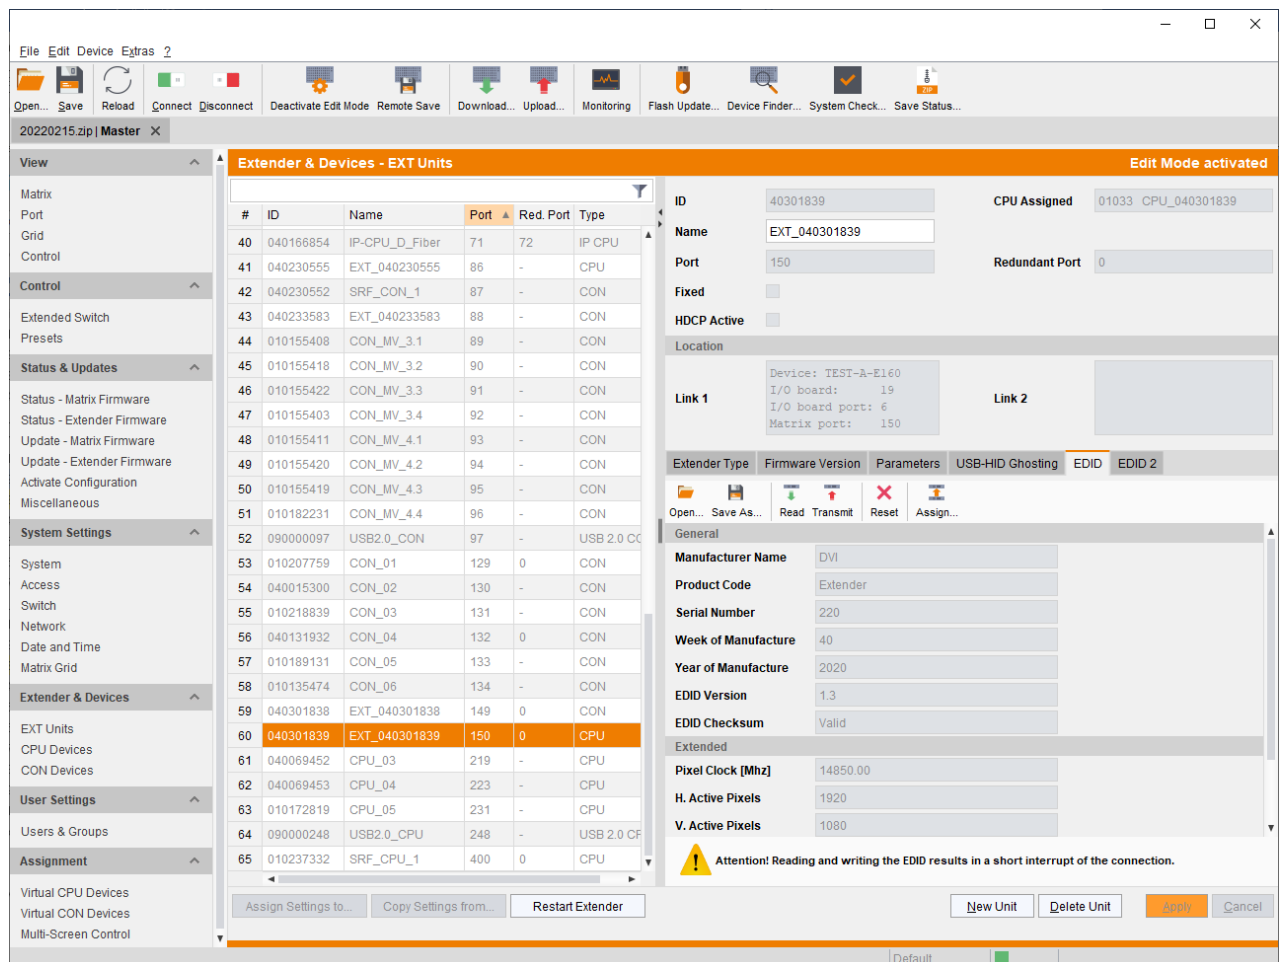 File Edit Device Extras ?
Open... Save Reload Connect Disconnect Deactivate Edit Mode Remote Save Download... Upload... Monitoring Flash Update... Device Finder... System Check... Save Status...
20220215.zip | Master
View
Matrix
Port
Grid
Control
Control
Extended Switch
Presets
Status & Updates
Status - Matrix Firmware
Status - Extender Firmware
Update - Matrix Firmware
Update - Extender Firmware
Activate Configuration
Miscellaneous
System Settings
System
Access
Switch
Network
Date and Time
Matrix Grid
Extender & Devices
EXT Units
CPU Devices
CON Devices
User Settings
Users & Groups
Assignment
Virtual CPU Devices
Virtual CON Devices
Multi-Screen Control
Extender & Devices - EXT Units Edit Mode activated
# ID Name Port Red. Port Type
40 040166854 IP-CPU_D_Fiber 71 72 IP CPU
41 040230555 EXT_040230555 86 - CPU
42 040230552 SRF_CON_1 87 - CON
43 040233583 EXT_040233583 88 - CON
44 010155408 CON_MV_3.1 89 - CON
45 010155418 CON_MV_3.2 90 - CON
46 010155422 CON_MV_3.3 91 - CON
47 010155403 CON_MV_3.4 92 - CON
48 010155411 CON_MV_4.1 93 - CON
49 010155420 CON_MV_4.2 94 - CON
50 010155419 CON_MV_4.3 95 - CON
51 010182231 CON_MV_4.4 96 - CON
52 090000097 USB2.0_CON 97 - USB 2.0 CO
53 010207759 CON_01 129 0 CON
54 040015300 CON_02 130 - CON
55 010218839 CON_03 131 - CON
56 040131932 CON_04 132 0 CON
57 010189131 CON_05 133 - CON
58 010135474 CON_06 134 - CON
59 040301838 EXT_040301838 149 0 CON
60 040301839 EXT_040301839 150 0 CPU
61 040069452 CPU_03 219 - CPU
62 040069453 CPU_04 223 - CPU
63 010172819 CPU_05 231 - CPU
64 090000248 USB2.0_CPU 248 - USB 2.0 CP
65 010237332 SRF_CPU_1 400 0 CPU
Assign Settings to... Copy Settings from... Restart Extender
ID 40301839 CPU Assigned 01033 CPU_040301839
Name EXT_040301839
Port 150 Redundant Port 0
Fixed
HDCP Active
Location
Link 1
Device: TEST-A-E160
I/O board: 19
I/O board port: 6
Matrix port: 150
Link 2
Extender Type Firmware Version Parameters USB-HID Ghosting EDID EDID 2
Open... Save As... Read Transmit Reset Assign...
General
Manufacturer Name DVI
Product Code Extender
Serial Number 220
Week of Manufacture 40
Year of Manufacture 2020
EDID Version 1.3
EDID Checksum Valid
Extended
Pixel Clock [Mhz] 14850.00
H. Active Pixels 1920
V. Active Pixels 1080
Attention! Reading and writing the EDID results in a short interrupt of the connection.
New Unit Delete Unit Apply Cancel
Default